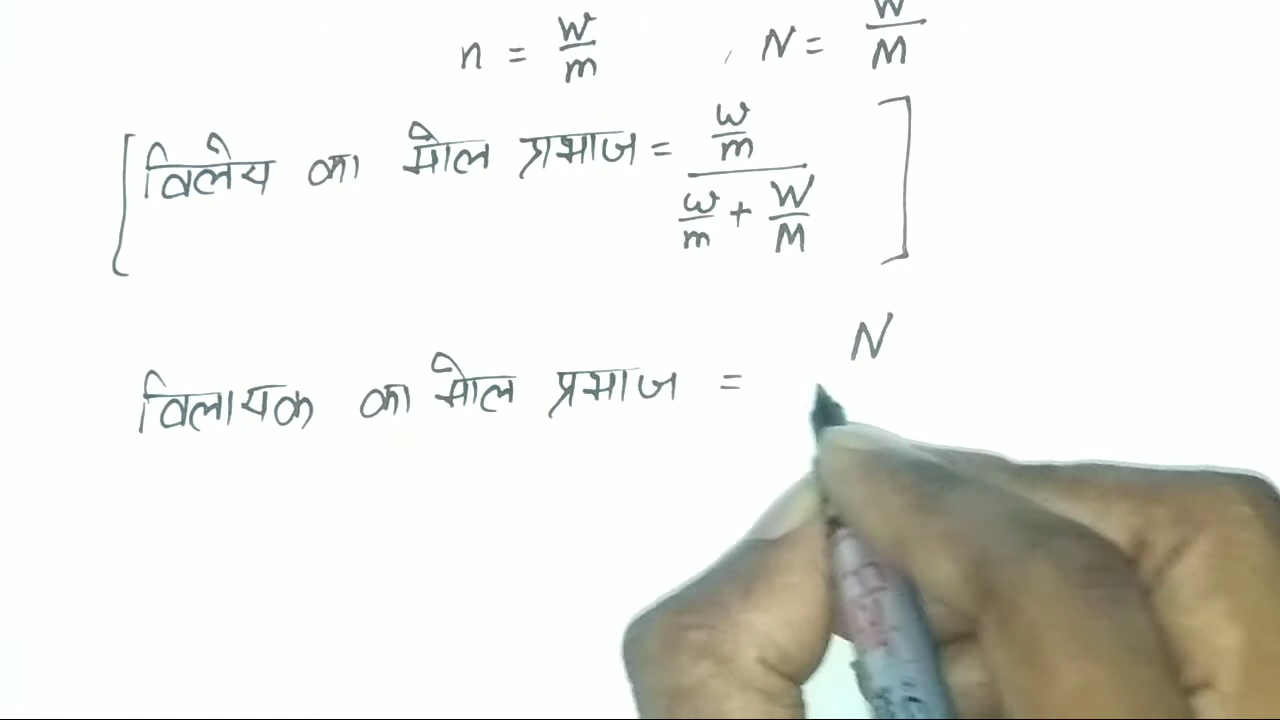 n = w/m , N = W/M
[विलेय का मोल प्रभाज = (w/m)/(w/m + W/M)]
विलायक का मोल प्रभाज = N